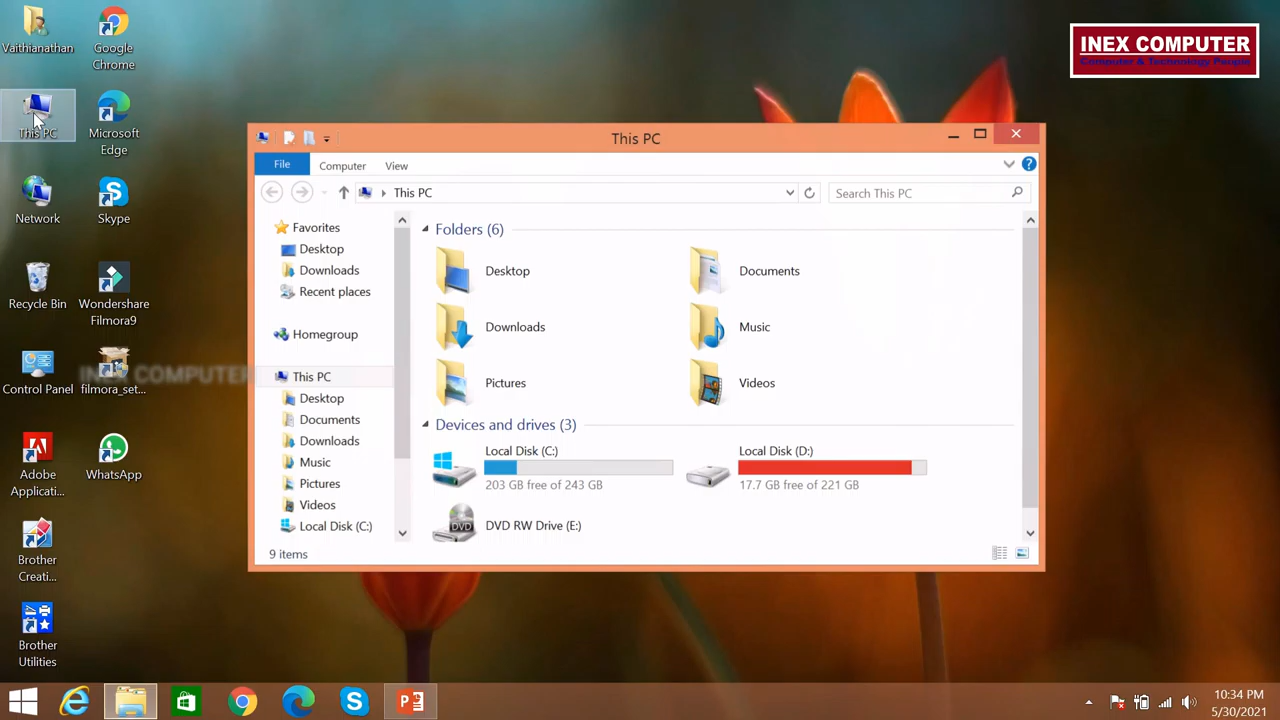 Vaithianathan
Google
Chrome
This PC
Microsoft
Edge
Network
Skype
Recycle Bin
Wondershare
Filmora9
Control Panel
filmora_set...
Adobe
Applicati...
WhatsApp
Brother
Creati...
Brother
Utilities
INEX COMPUTER
Computer & Technology People
INEX COMPUTER
This PC
File
Computer
View
This PC
Search This PC
Favorites
Desktop
Downloads
Recent places
Homegroup
This PC
Desktop
Documents
Downloads
Music
Pictures
Videos
Local Disk (C:)
Folders (6)
Desktop
Documents
Downloads
Music
Pictures
Videos
Devices and drives (3)
Local Disk (C:)
203 GB free of 243 GB
Local Disk (D:)
17.7 GB free of 221 GB
DVD
DVD RW Drive (E:)
9 items
10:34 PM
5/30/2021